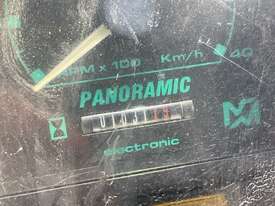 RPM x 100 Km/h 40
PANORAMIC
electronic